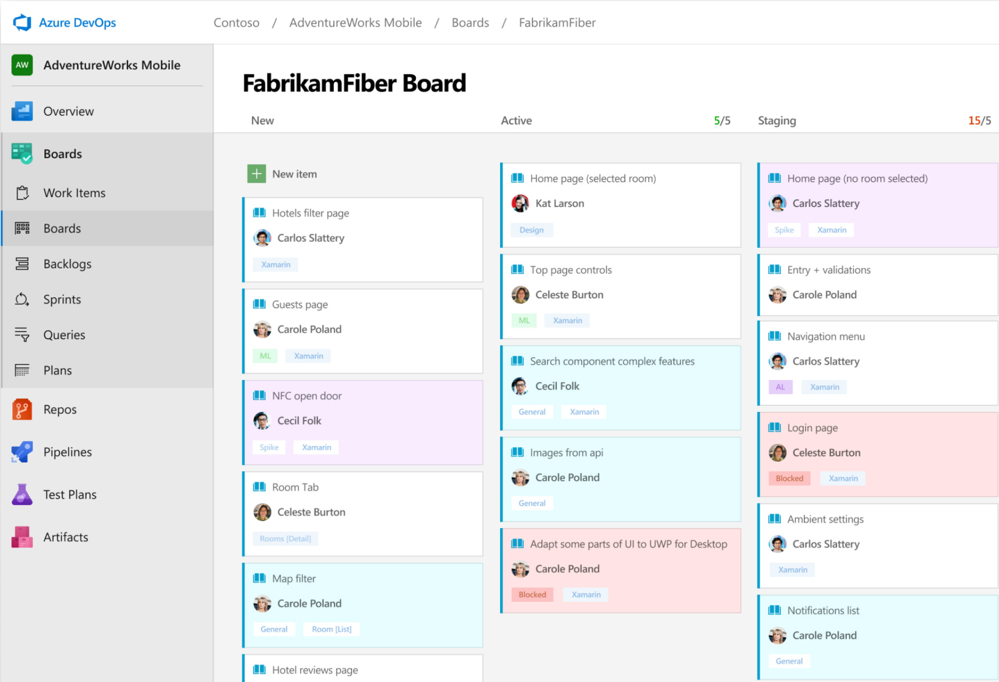 Azure DevOps
Contoso / AdventureWorks Mobile / Boards / FabrikamFiber
AW AdventureWorks Mobile
Overview
Boards
Work Items
Boards
Backlogs
Sprints
Queries
Plans
Repos
Pipelines
Test Plans
Artifacts
FabrikamFiber Board
New
New item
Hotels filter page
Carlos Slattery
Xamarin
Guests page
Carole Poland
ML Xamarin
NFC open door
Cecil Folk
Spike Xamarin
Room Tab
Celeste Burton
Rooms [Detail]
Map filter
Carole Poland
General Room [List]
Hotel reviews page
Active 5/5
Home page (selected room)
Kat Larson
Design
Top page controls
Celeste Burton
ML Xamarin
Search component complex features
Cecil Folk
General Xamarin
Images from api
Carole Poland
General
Adapt some parts of UI to UWP for Desktop
Carole Poland
Blocked Xamarin
Staging 15/5
Home page (no room selected)
Carlos Slattery
Spike Xamarin
Entry + validations
Carole Poland
Navigation menu
Carlos Slattery
AL Xamarin
Login page
Celeste Burton
Blocked Xamarin
Ambient settings
Carlos Slattery
Xamarin
Notifications list
Carole Poland
General